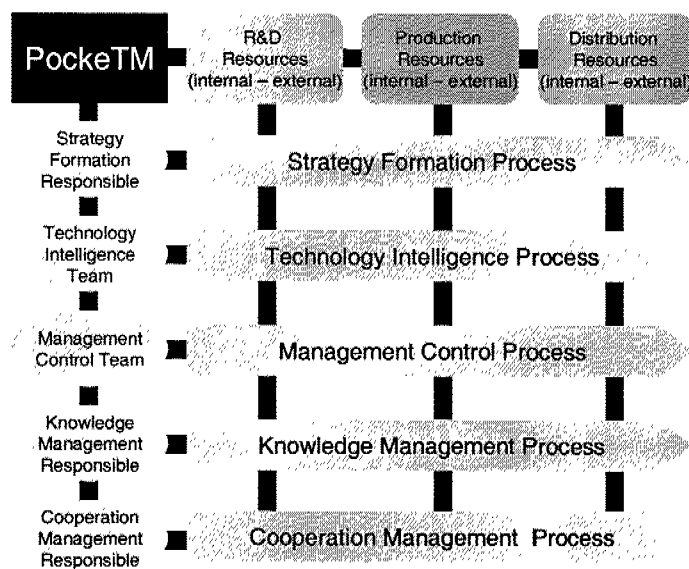 PockeTM
R&D
Resources
(internal – external)
Production
Resources
(internal – external)
Distribution
Resources
(internal – external)
Strategy
Formation
Responsible
Strategy Formation Process
Technology
Intelligence
Team
Technology Intelligence Process
Management
Control Team
Management Control Process
Knowledge
Management
Responsible
Knowledge Management Process
Cooperation
Management
Responsible
Cooperation Management Process